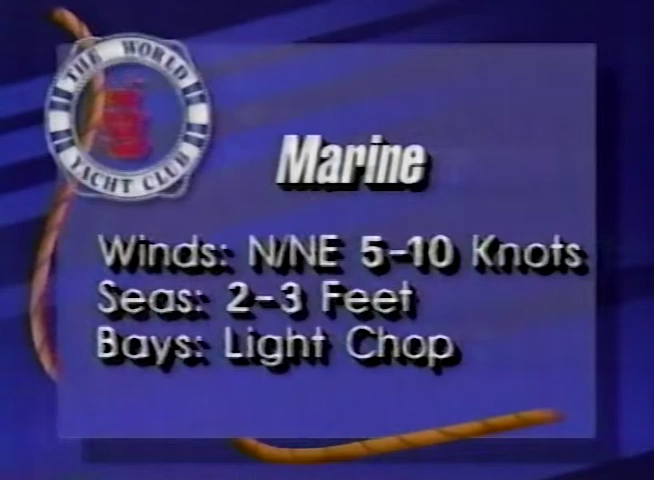 THE WORLD
YACHT CLUB
Marine
Winds: N/NE 5-10 Knots
Seas: 2-3 Feet
Bays: Light Chop